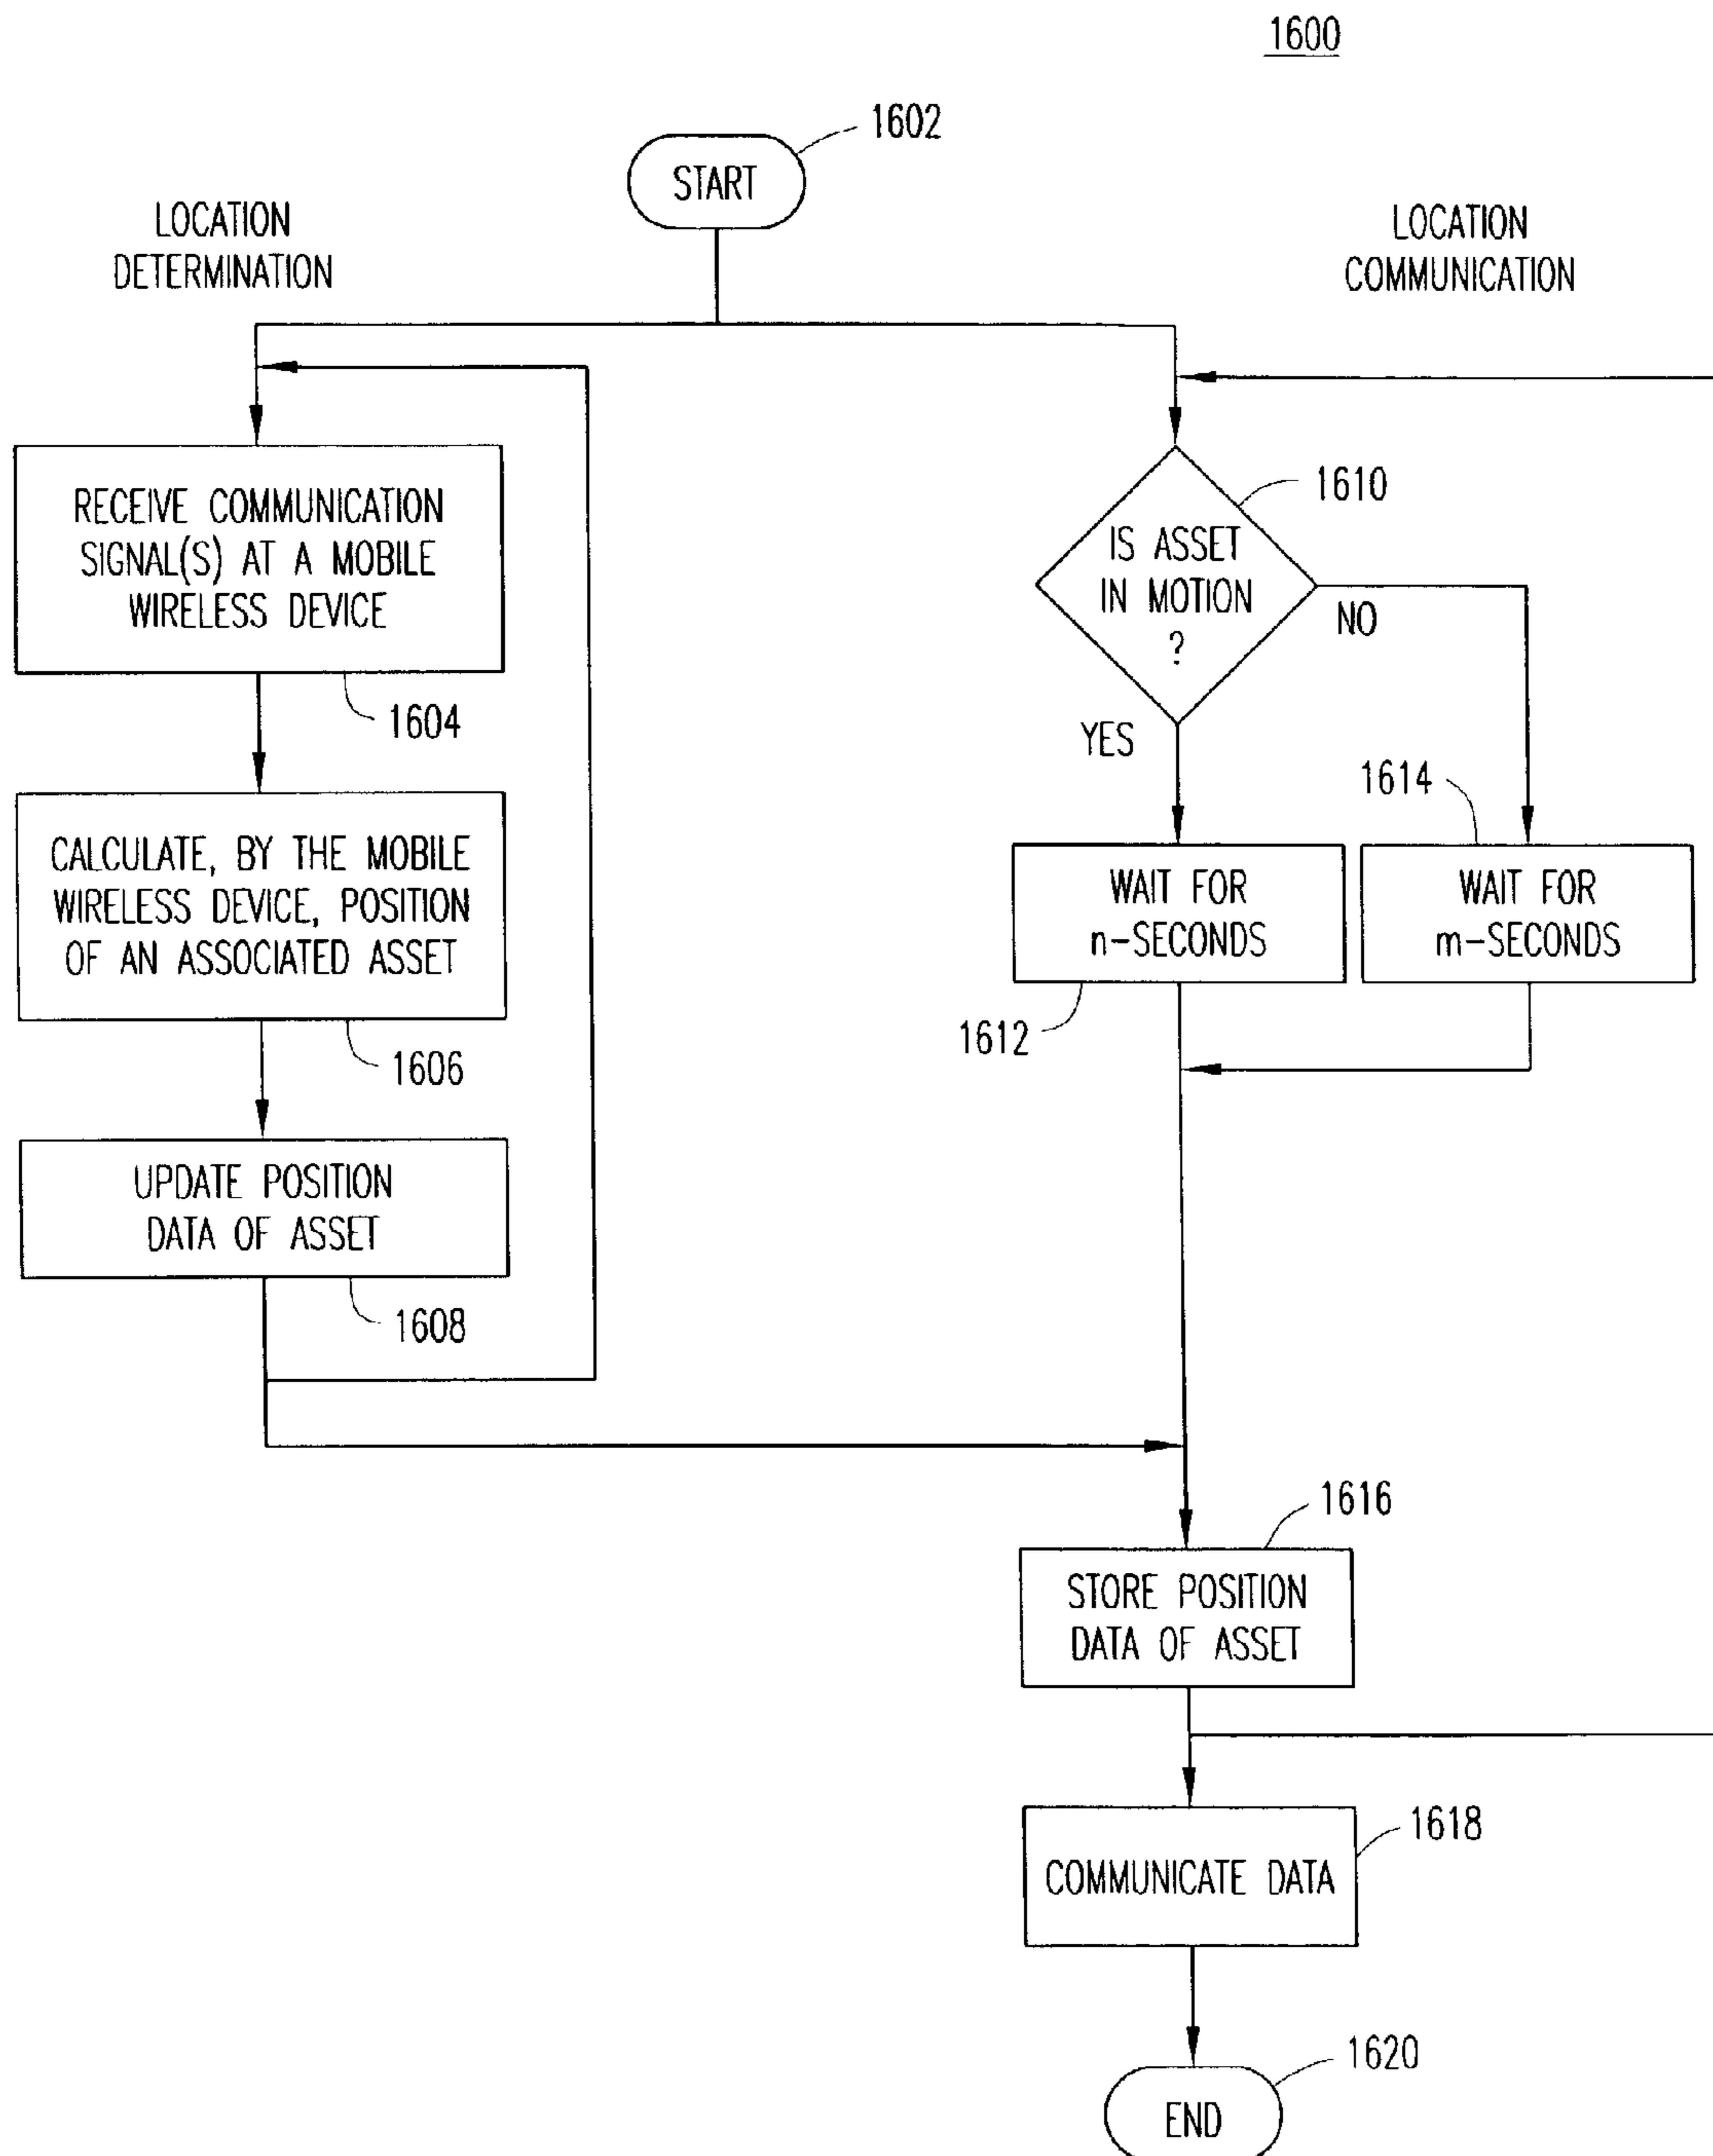 1600
1602
START
LOCATION
DETERMINATION
LOCATION
COMMUNICATION
RECEIVE COMMUNICATION
SIGNAL(S) AT A MOBILE
WIRELESS DEVICE
1604
CALCULATE, BY THE MOBILE
WIRELESS DEVICE, POSITION
OF AN ASSOCIATED ASSET
1606
UPDATE POSITION
DATA OF ASSET
1608
1610
IS ASSET
IN MOTION
?
NO
YES
1614
WAIT FOR
n-SECONDS
WAIT FOR
m-SECONDS
1612
1616
STORE POSITION
DATA OF ASSET
1618
COMMUNICATE DATA
1620
END